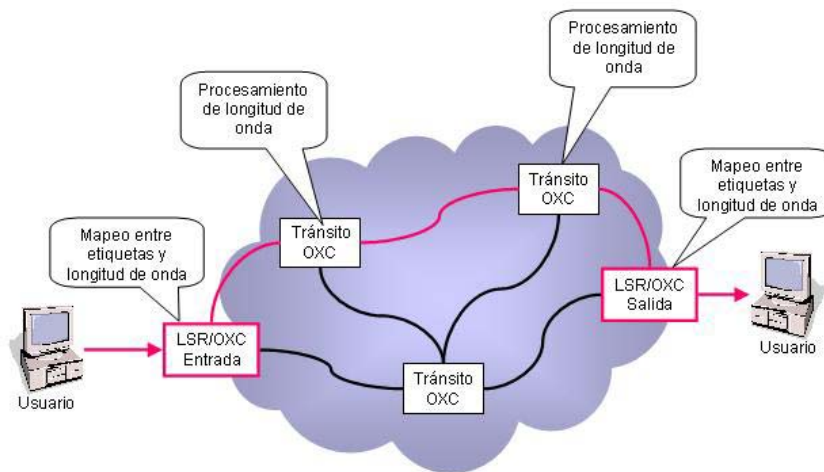 Procesamiento
de longitud de
onda
Procesamiento
de longitud de
onda
Mapeo entre
etiquetas y
longitud de onda
Mapeo entre
etiquetas y
longitud de onda
Tránsito
OXC
Tránsito
OXC
LSR/OXC
Entrada
LSR/OXC
Salida
Tránsito
OXC
Usuario
Usuario